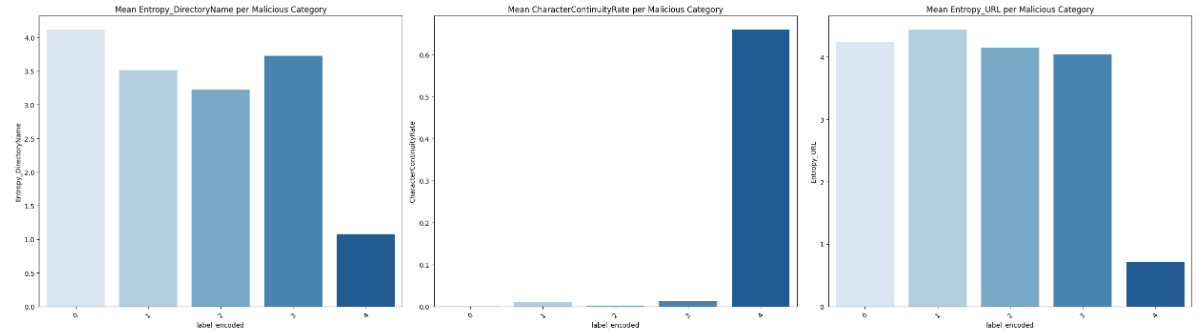 Mean Entropy_DirectoryName per Malicious Category
Entropy_DirectoryName
4.0
3.5
3.0
2.5
2.0
1.5
1.0
0.5
0.0
0 1 2 3 4
label_encoded
Mean CharacterContinuityRate per Malicious Category
CharacterContinuityRate
0.6
0.5
0.4
0.3
0.2
0.1
0.0
0 1 2 3 4
label_encoded
Mean Entropy_URL per Malicious Category
Entropy_URL
4
3
2
1
0
0 1 2 3 4
label_encoded